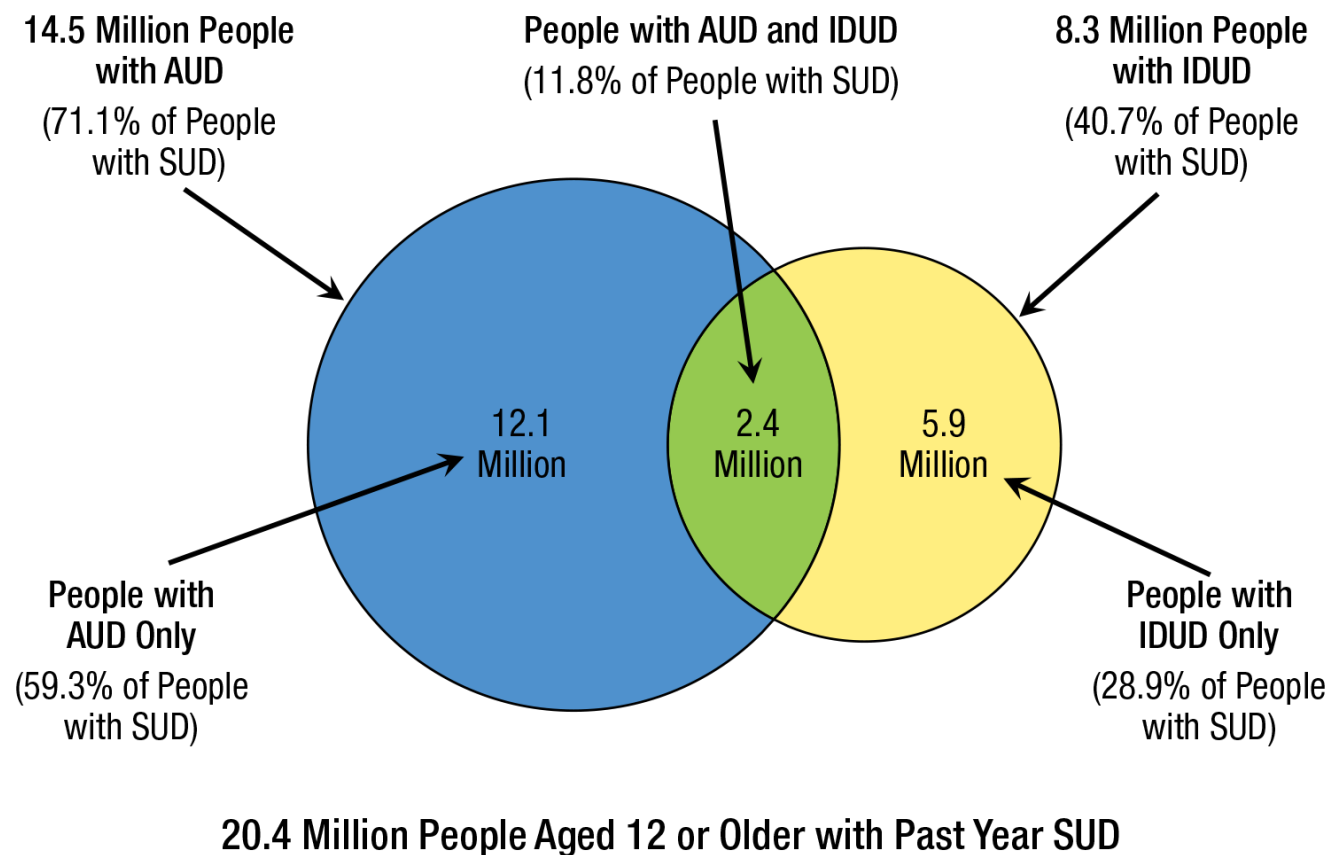 14.5 Million People
with AUD
(71.1% of People
with SUD)
People with AUD and IDUD
(11.8% of People with SUD)
8.3 Million People
with IDUD
(40.7% of People
with SUD)
12.1
Million
2.4
Million
5.9
Million
People with
AUD Only
(59.3% of People
with SUD)
People with
IDUD Only
(28.9% of People
with SUD)
20.4 Million People Aged 12 or Older with Past Year SUD